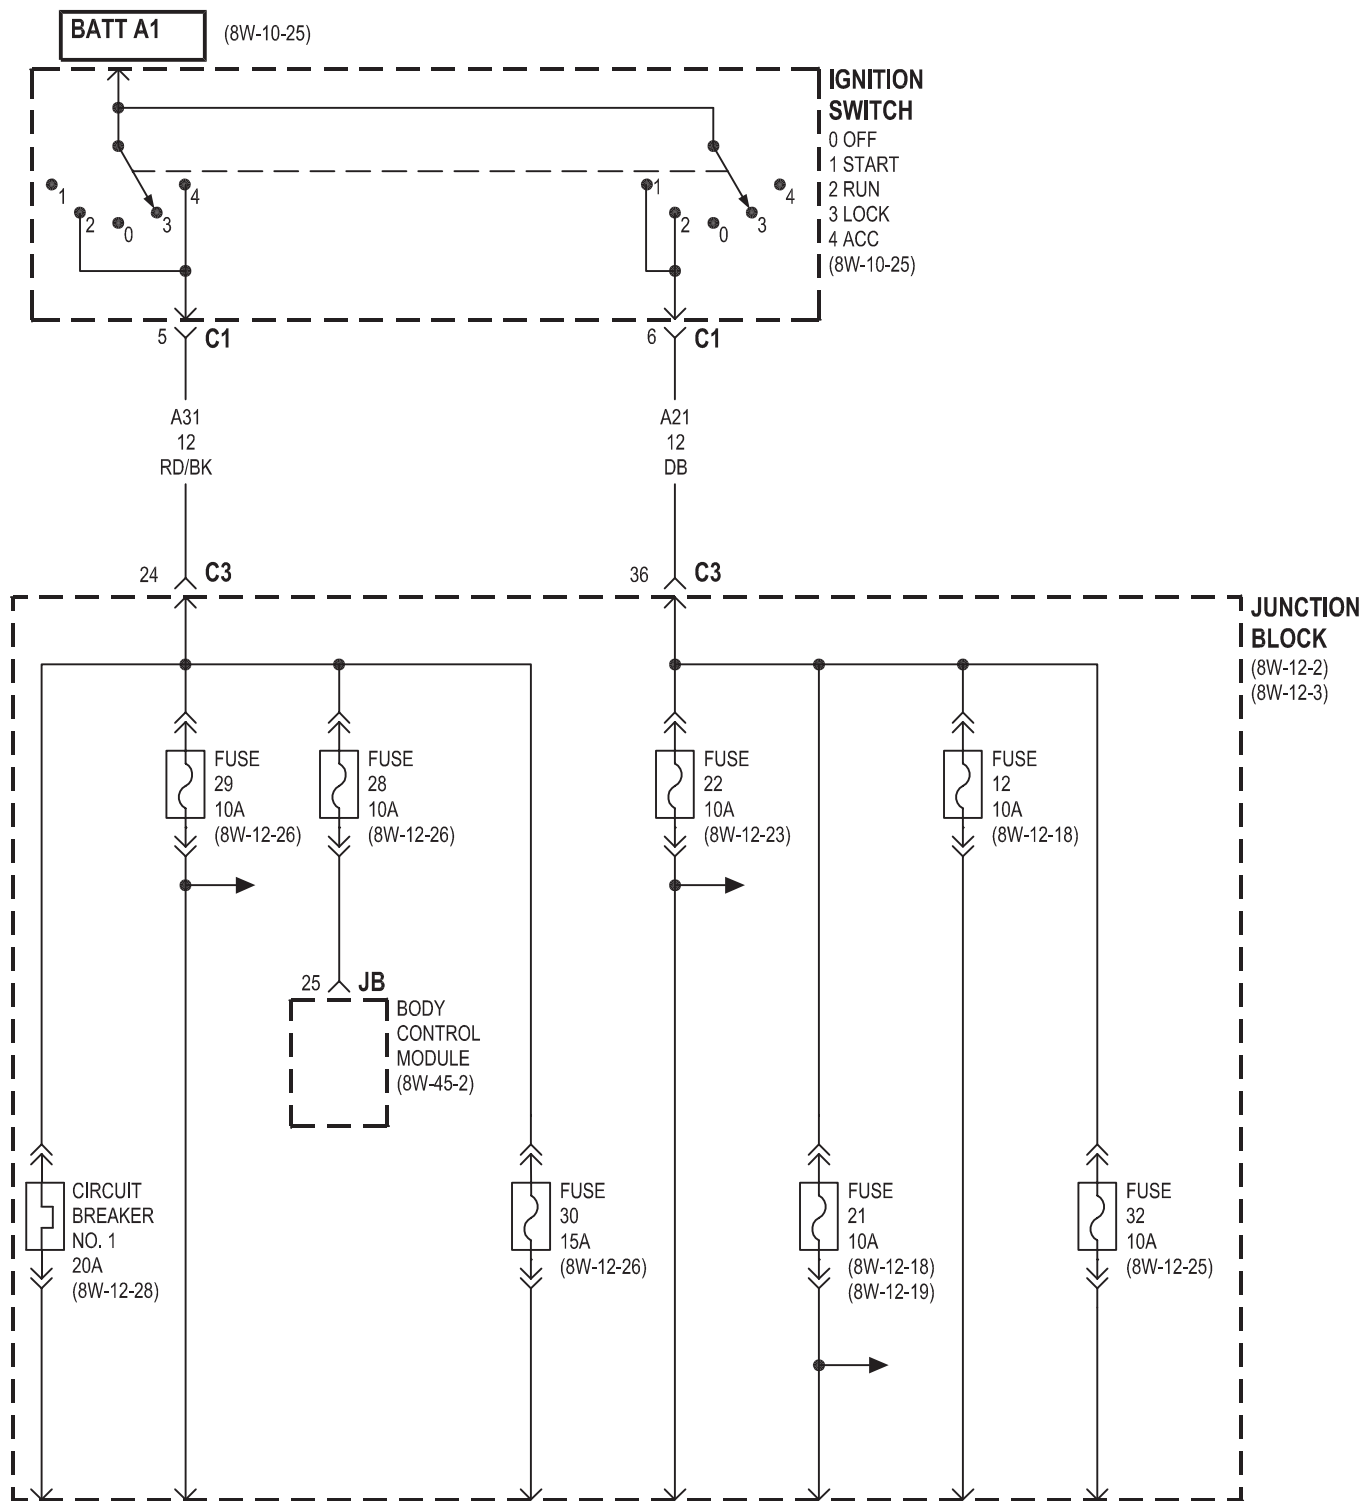 BATT A1
(8W-10-25)
IGNITION
SWITCH
0 OFF
1 START
2 RUN
3 LOCK
4 ACC
(8W-10-25)
1
2
0
3
4
1
2
0
3
4
5 C1
6 C1
A31
12
RD/BK
A21
12
DB
24 C3
36 C3
JUNCTION
BLOCK
(8W-12-2)
(8W-12-3)
FUSE
29
10A
(8W-12-26)
FUSE
28
10A
(8W-12-26)
FUSE
22
10A
(8W-12-23)
FUSE
12
10A
(8W-12-18)
25 JB
BODY
CONTROL
MODULE
(8W-45-2)
CIRCUIT
BREAKER
NO. 1
20A
(8W-12-28)
FUSE
30
15A
(8W-12-26)
FUSE
21
10A
(8W-12-18)
(8W-12-19)
FUSE
32
10A
(8W-12-25)